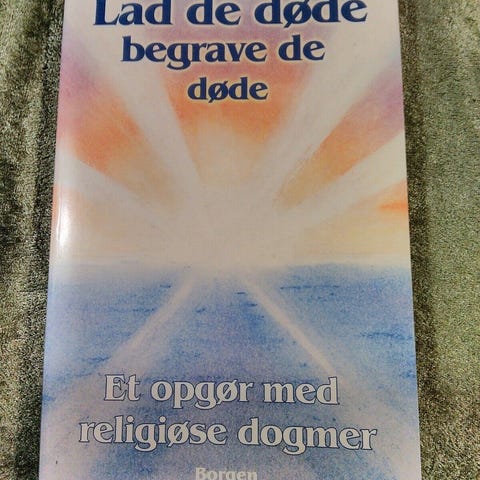 Lad de døde
begrave de
døde
Et opgør med
religiøse dogmer
Borgen